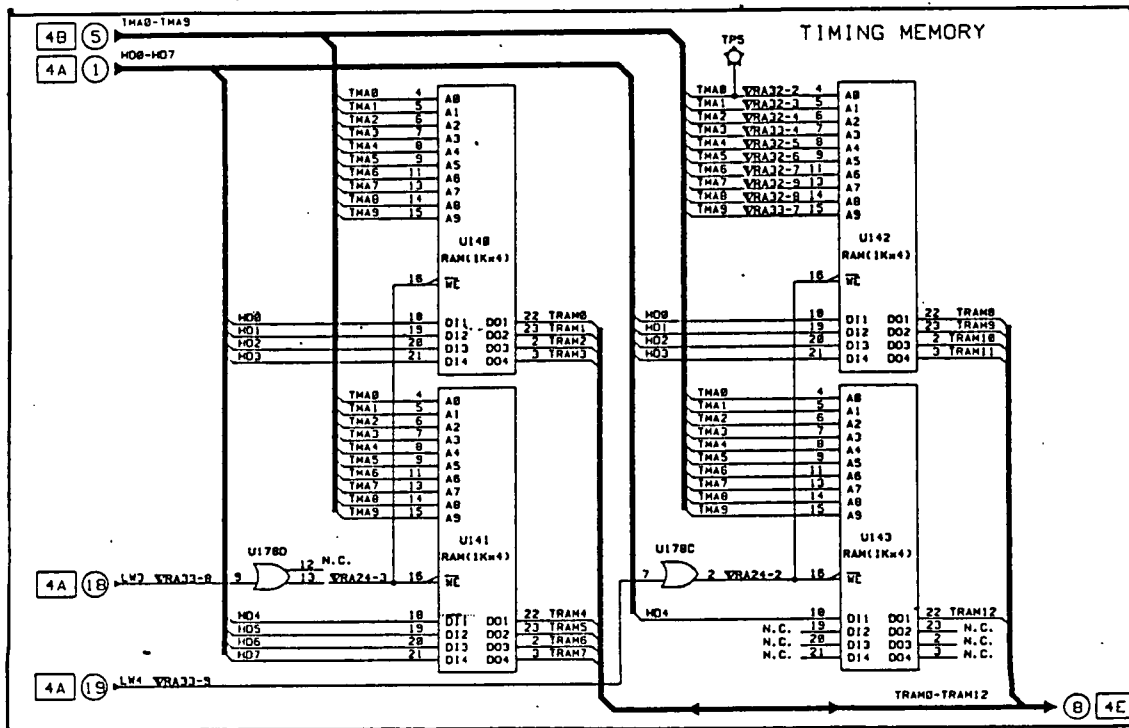 TIMING MEMORY
4B 5 TMA0-TMA9
4A 1 HD0-HD7
TP5
TMA0 4 A0
TMA1 5 A1
TMA2 6 A2
TMA3 7 A3
TMA4 8 A4
TMA5 9 A5
TMA6 11 A6
TMA7 13 A7
TMA8 14 A8
TMA9 15 A9
U140
RAM(1Kx4)
16 WE
HD0 18 DI1 DO1 22 TRAM0
HD1 19 DI2 DO2 23 TRAM1
HD2 20 DI3 DO3 2 TRAM2
HD3 21 DI4 DO4 3 TRAM3
TMA0 4 A0
TMA1 5 A1
TMA2 6 A2
TMA3 7 A3
TMA4 8 A4
TMA5 9 A5
TMA6 11 A6
TMA7 13 A7
TMA8 14 A8
TMA9 15 A9
U141
RAM(1Kx4)
U178D
12 N.C.
4A 18 LW3 VRA33-8 9 13 VRA24-3 16 WE
HD4 18 DI1 DO1 22 TRAM4
HD5 19 DI2 DO2 23 TRAM5
HD6 20 DI3 DO3 2 TRAM6
HD7 21 DI4 DO4 3 TRAM7
4A 19 LW4 VRA33-9
TMA0 VRA32-2 4 A0
TMA1 VRA32-3 5 A1
TMA2 VRA32-4 6 A2
TMA3 VRA33-4 7 A3
TMA4 VRA32-5 8 A4
TMA5 VRA32-6 9 A5
TMA6 VRA32-7 11 A6
TMA7 VRA32-9 13 A7
TMA8 VRA32-8 14 A8
TMA9 VRA33-7 15 A9
U142
RAM(1Kx4)
16 WE
HD0 18 DI1 DO1 22 TRAM8
HD1 19 DI2 DO2 23 TRAM9
HD2 20 DI3 DO3 2 TRAM10
HD3 21 DI4 DO4 3 TRAM11
TMA0 4 A0
TMA1 5 A1
TMA2 6 A2
TMA3 7 A3
TMA4 8 A4
TMA5 9 A5
TMA6 11 A6
TMA7 13 A7
TMA8 14 A8
TMA9 15 A9
U143
RAM(1Kx4)
U178C
7 2 VRA24-2 16 WE
HD4 18 DI1 DO1 22 TRAM12
N.C. 19 DI2 DO2 23 N.C.
N.C. 20 DI3 DO3 2 N.C.
N.C. 21 DI4 DO4 3 N.C.
TRAM0-TRAM12 8 4E